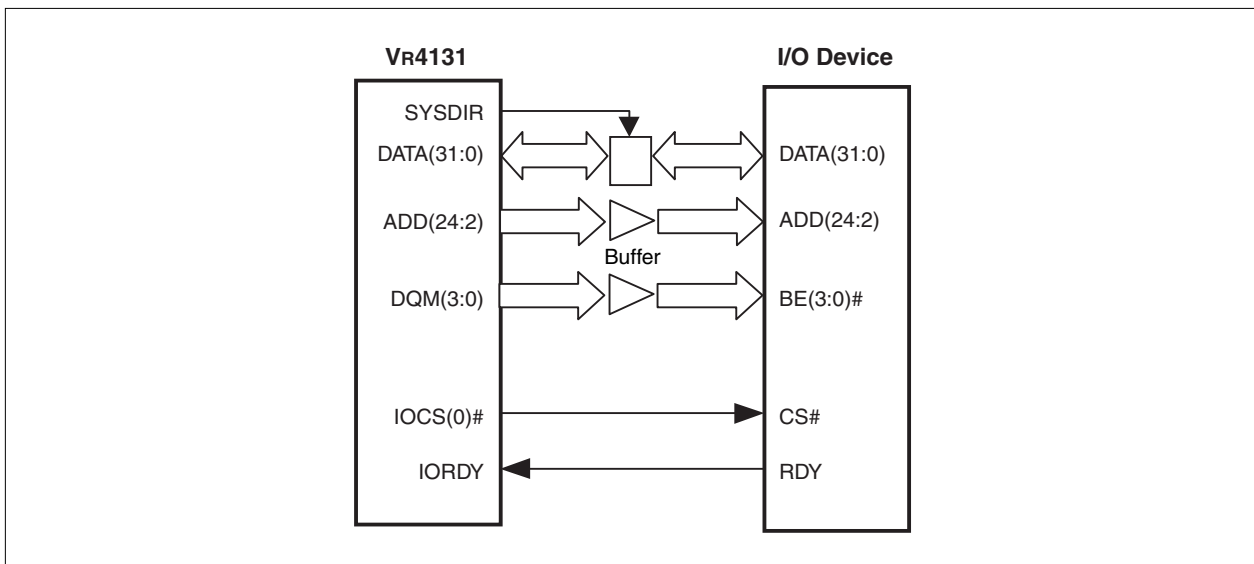 VR4131 I/O Device
SYSDIR
DATA(31:0) DATA(31:0)
ADD(24:2) ADD(24:2)
Buffer
DQM(3:0) BE(3:0)#
IOCS(0)# CS#
IORDY RDY